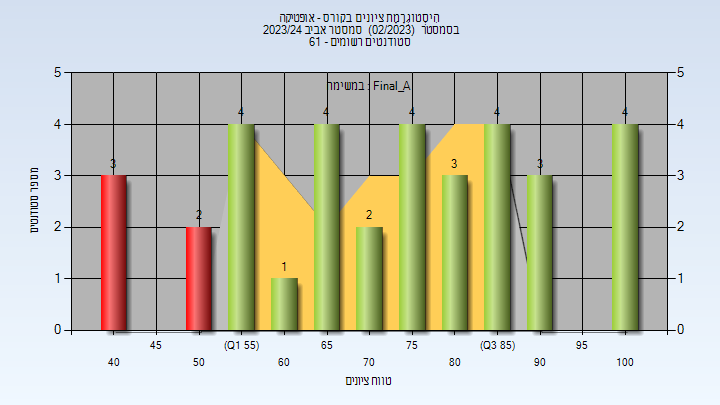 היסטוגרמת ציונים בקורס - אופטיקה
בסמסטר (02/2023) סמסטר אביב 2023/24
סטודנטים רשומים - 61
במשימה : Final_A
5 5
4 4
3 3
2 2
1 1
0 0
3 2 4 1 4 2 4 3 4 3 4
מספר סטודנטים
45 (Q1 55) 65 75 (Q3 85) 95
40 50 60 70 80 90 100
טווח ציונים